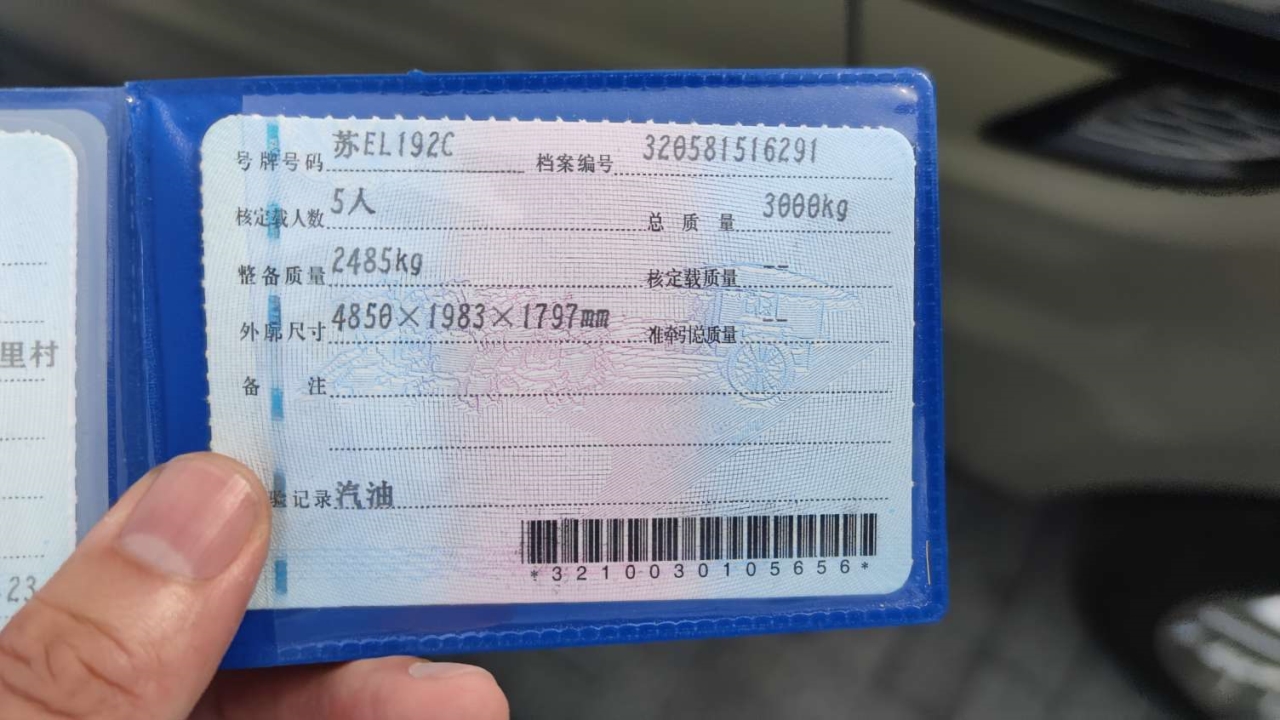 里村
23
号牌号码 苏EL192C 档案编号 320581516291
核定载人数 5人 总质量 3000kg
整备质量 2485kg 核定载质量 --
外廓尺寸 4850×1983×1797mm 准牵引总质量 --
备注
验记录 汽油
*3210030105656*